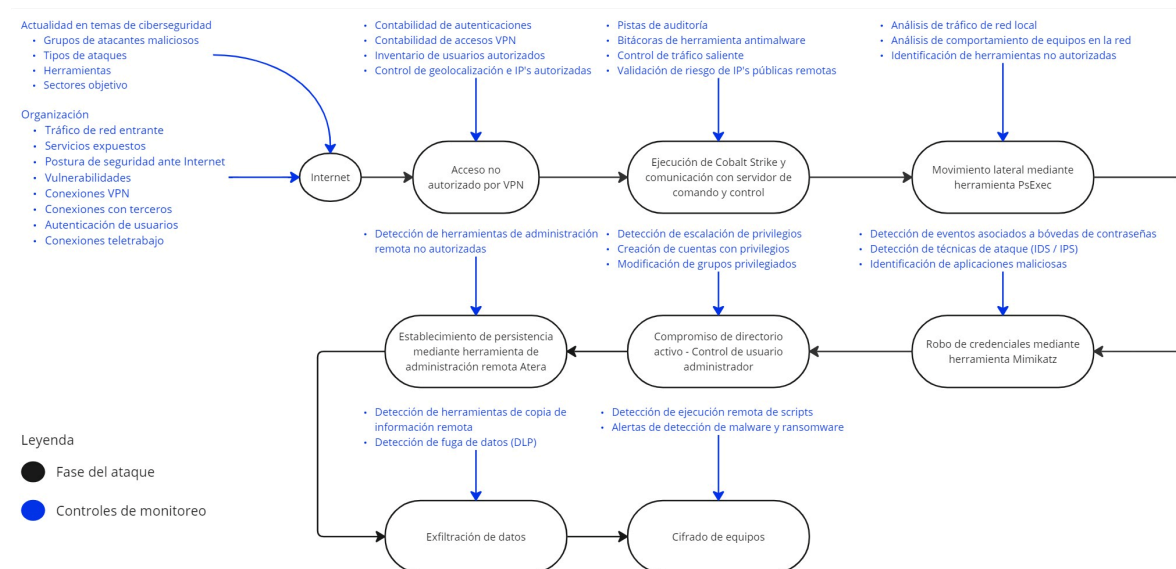 Actualidad en temas de ciberseguridad
• Grupos de atacantes maliciosos
• Tipos de ataques
• Herramientas
• Sectores objetivo
Organización
• Tráfico de red entrante
• Servicios expuestos
• Postura de seguridad ante Internet
• Vulnerabilidades
• Conexiones VPN
• Conexiones con terceros
• Autenticación de usuarios
• Conexiones teletrabajo
• Contabilidad de autenticaciones
• Contabilidad de accesos VPN
• Inventario de usuarios autorizados
• Control de geolocalización e IP's autorizadas
• Pistas de auditoría
• Bitácoras de herramienta antimalware
• Control de tráfico saliente
• Validación de riesgo de IP's públicas remotas
• Análisis de tráfico de red local
• Análisis de comportamiento de equipos en la red
• Identificación de herramientas no autorizadas
Internet
Acceso no
autorizado por VPN
Ejecución de Cobalt Strike y
comunicación con servidor de
comando y control
Movimiento lateral mediante
herramienta PsExec
• Detección de herramientas de administración
remota no autorizadas
• Detección de escalación de privilegios
• Creación de cuentas con privilegios
• Modificación de grupos privilegiados
• Detección de eventos asociados a bóvedas de contraseñas
• Detección de técnicas de ataque (IDS / IPS)
• Identificación de aplicaciones maliciosas
Establecimiento de persistencia
mediante herramienta de
administración remota Atera
Compromiso de directorio
activo - Control de usuario
administrador
Robo de credenciales mediante
herramienta Mimikatz
• Detección de herramientas de copia de
información remota
• Detección de fuga de datos (DLP)
• Detección de ejecución remota de scripts
• Alertas de detección de malware y ransomware
Leyenda
Fase del ataque
Controles de monitoreo
Exfiltración de datos
Cifrado de equipos